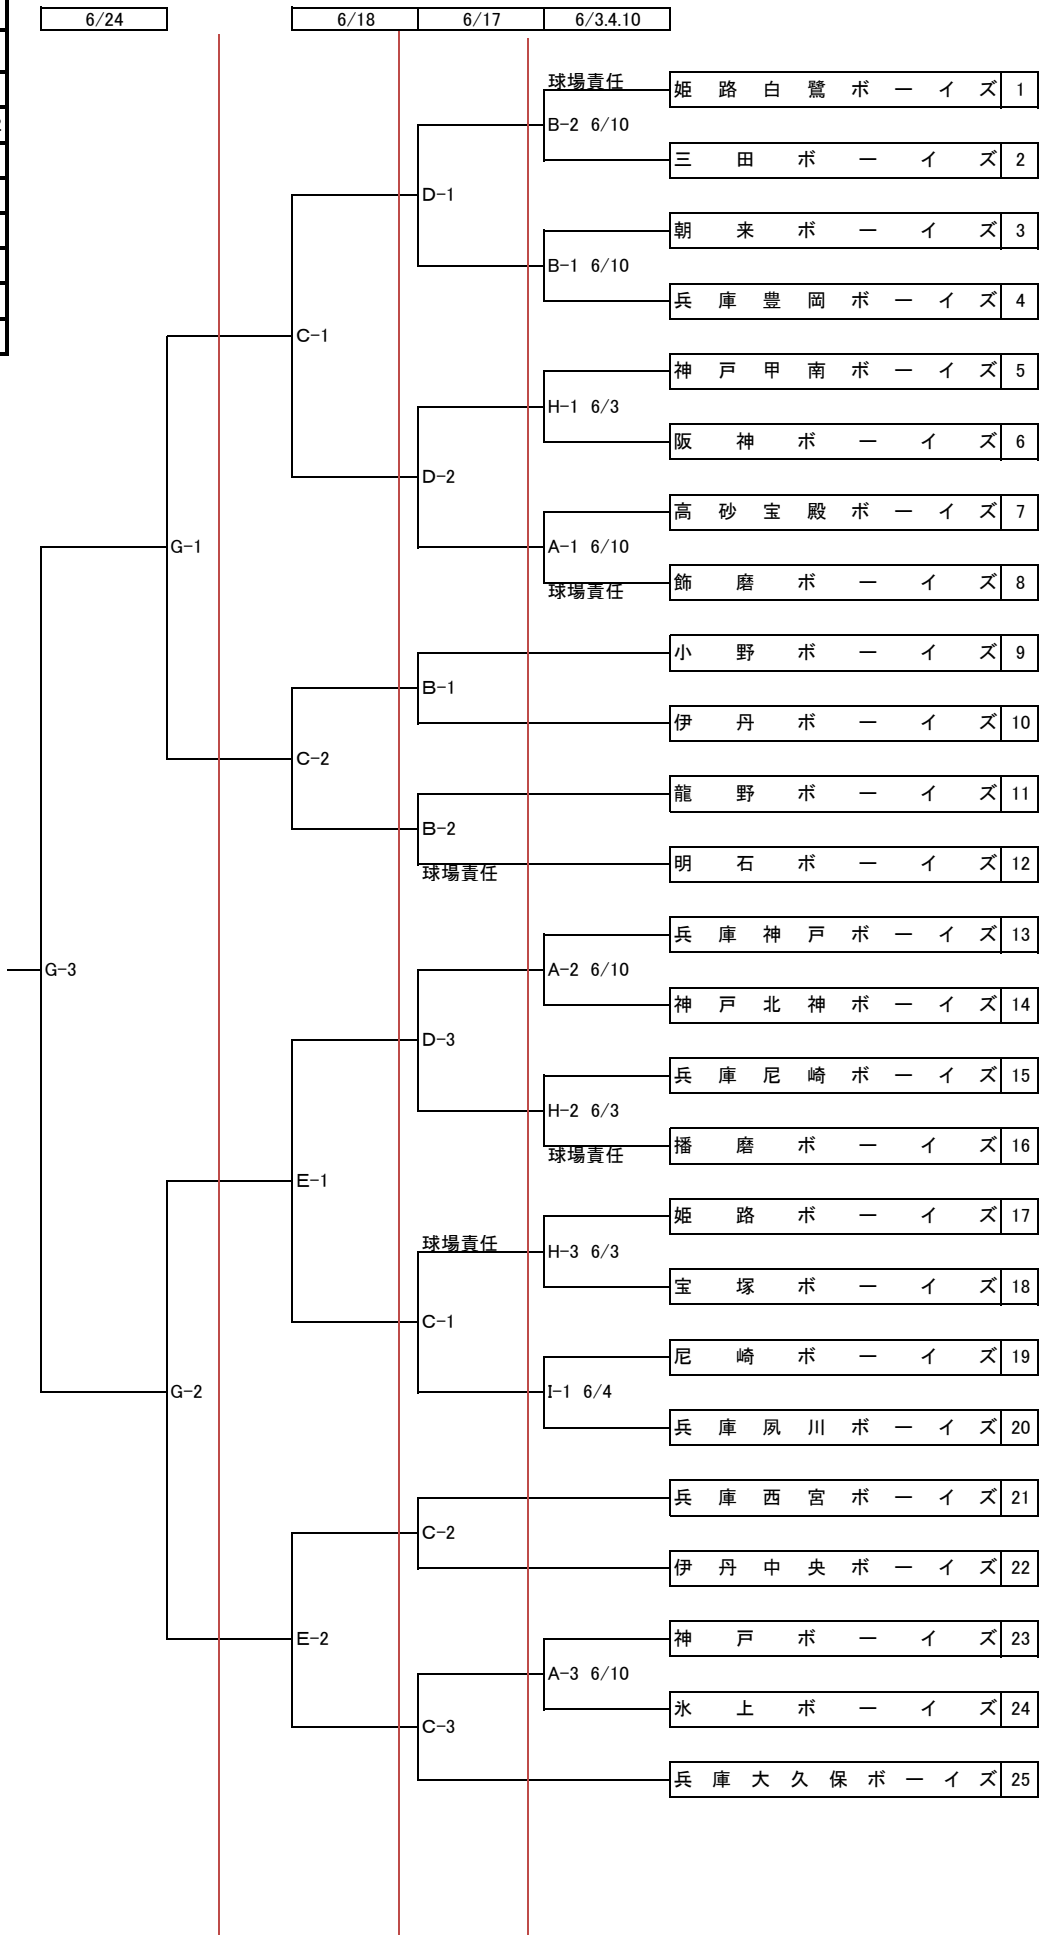 6/24 6/18 6/17 6/3.4.10
球場責任
姫路白鷺ボーイズ 1
B-2 6/10
三田ボーイズ 2
D-1
朝来ボーイズ 3
B-1 6/10
兵庫豊岡ボーイズ 4
C-1
神戸甲南ボーイズ 5
H-1 6/3
阪神ボーイズ 6
D-2
高砂宝殿ボーイズ 7
G-1
A-1 6/10
飾磨ボーイズ 8
球場責任
小野ボーイズ 9
B-1
伊丹ボーイズ 10
C-2
龍野ボーイズ 11
B-2
明石ボーイズ 12
球場責任
兵庫神戸ボーイズ 13
G-3
A-2 6/10
神戸北神ボーイズ 14
D-3
兵庫尼崎ボーイズ 15
H-2 6/3
播磨ボーイズ 16
球場責任
E-1
姫路ボーイズ 17
球場責任
H-3 6/3
宝塚ボーイズ 18
C-1
尼崎ボーイズ 19
G-2
I-1 6/4
兵庫夙川ボーイズ 20
兵庫西宮ボーイズ 21
C-2
伊丹中央ボーイズ 22
E-2
神戸ボーイズ 23
A-3 6/10
氷上ボーイズ 24
C-3
兵庫大久保ボーイズ 25